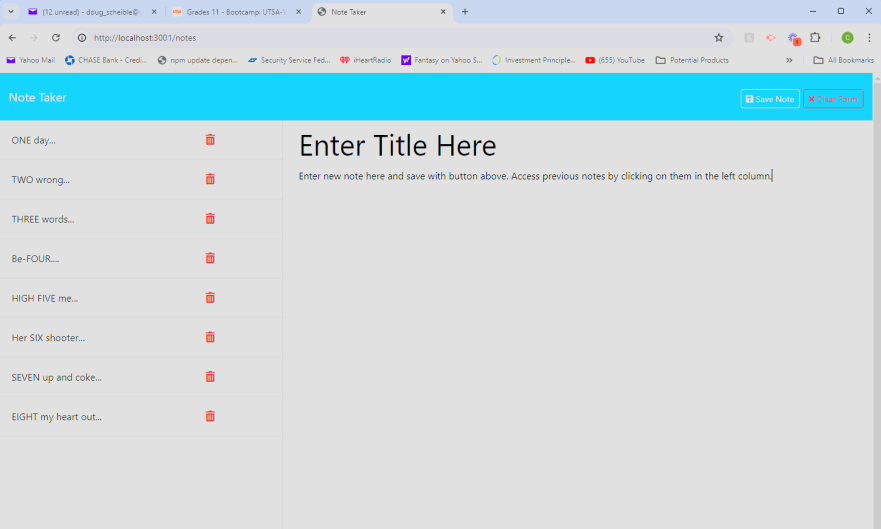 (12 unread) - doug_scheible@
Grades 11 - Bootcamp: UTSA-
Note Taker
http://localhost:3001/notes
Yahoo Mail
CHASE Bank - Credi...
npm update depen...
Security Service Fed...
iHeartRadio
Fantasy on Yahoo S...
Investment Principle...
(655) YouTube
Potential Products
All Bookmarks
Note Taker
Save Note
Clear Form
ONE day...
TWO wrong...
THREE words...
Be-FOUR....
HIGH FIVE me...
Her SIX shooter...
SEVEN up and coke...
EIGHT my heart out...
Enter Title Here
Enter new note here and save with button above. Access previous notes by clicking on them in the left column.